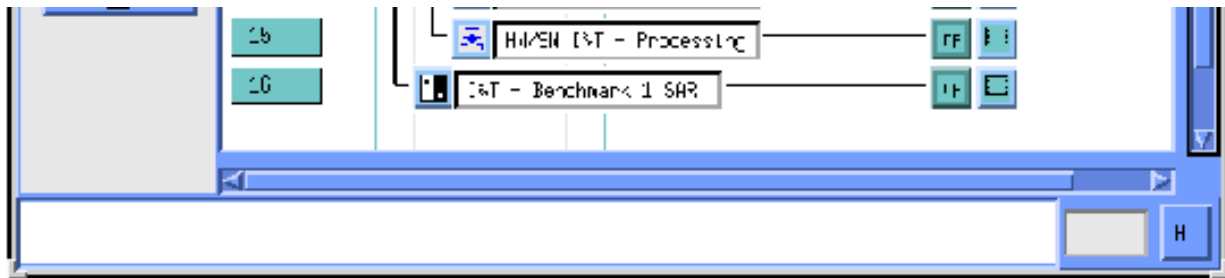 15 HW/SW I&T - Processing
16 I&T - Benchmark 1 SAR
H